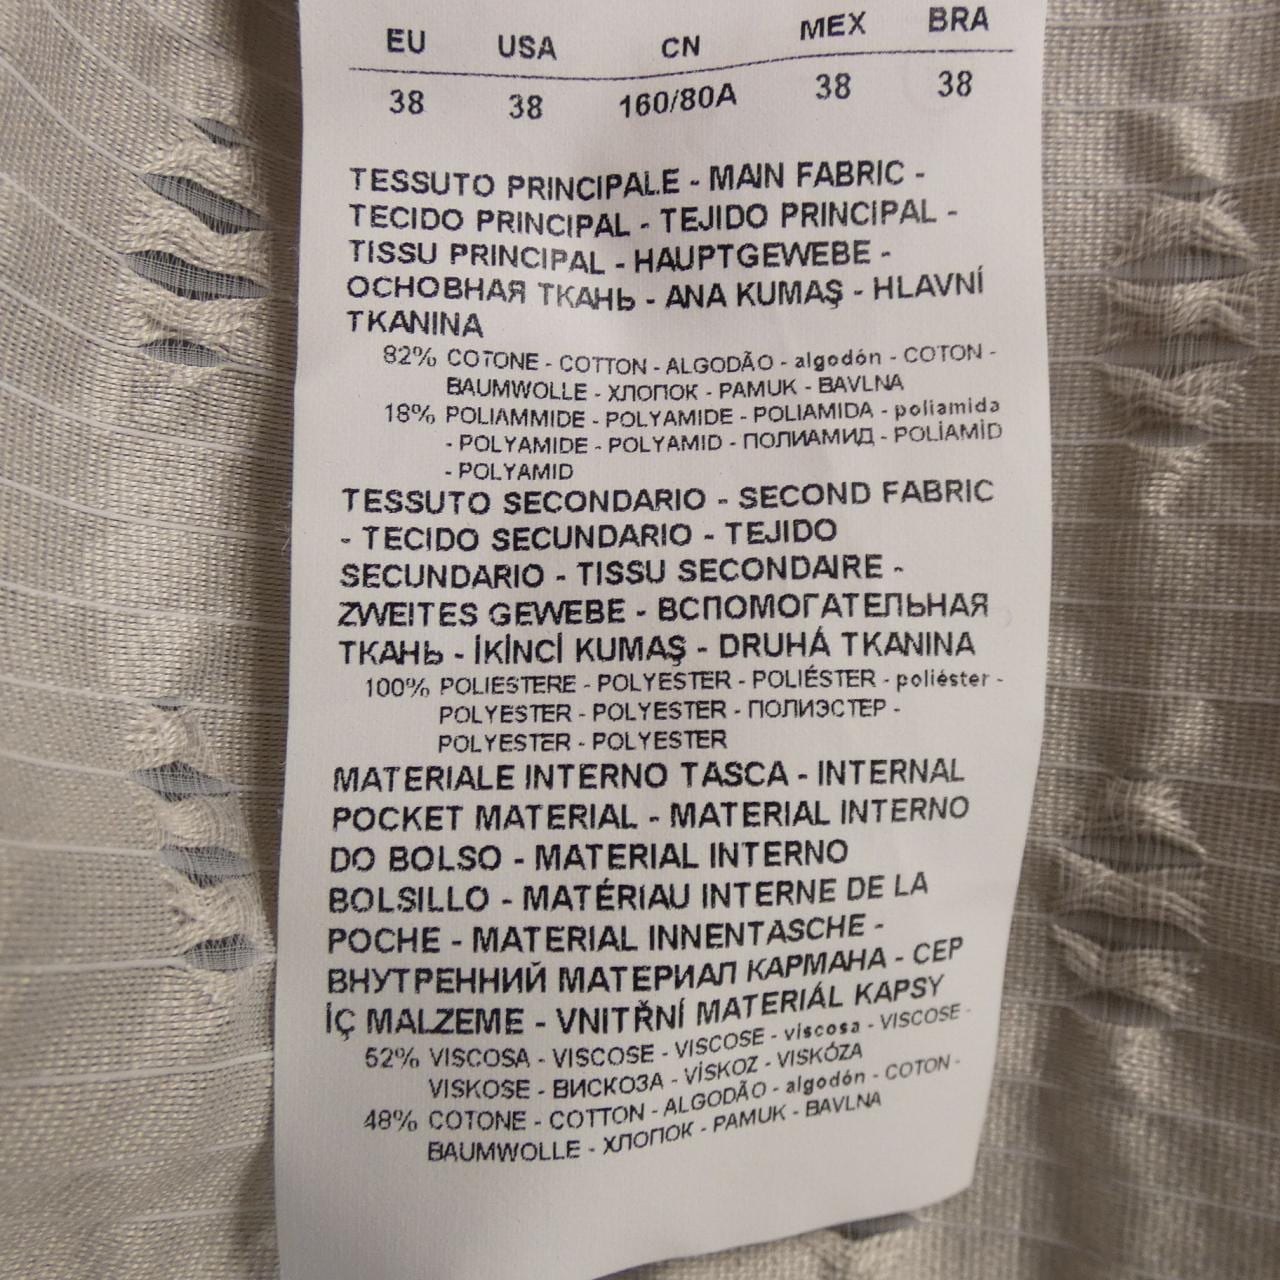 EU USA CN MEX BRA
38 38 160/80A 38 38
TESSUTO PRINCIPALE - MAIN FABRIC -
TECIDO PRINCIPAL - TEJIDO PRINCIPAL -
TISSU PRINCIPAL - HAUPTGEWEBE -
ОСНОВНАЯ ТКАНЬ - ANA KUMAŞ - HLAVNÍ
TKANINA
82% COTONE - COTTON - ALGODÃO - algodón - COTON -
BAUMWOLLE - ХЛОПОК - PAMUK - BAVLNA
18% POLIAMMIDE - POLYAMIDE - POLIAMIDA - poliamida
- POLYAMIDE - POLYAMID - ПОЛИАМИД - POLİAMİD
- POLYAMID
TESSUTO SECONDARIO - SECOND FABRIC
- TECIDO SECUNDARIO - TEJIDO
SECUNDARIO - TISSU SECONDAIRE -
ZWEITES GEWEBE - ВСПОМОГАТЕЛЬНАЯ
ТКАНЬ - İKİNCİ KUMAŞ - DRUHÁ TKANINA
100% POLIESTERE - POLYESTER - POLIÉSTER - poliéster -
POLYESTER - POLYESTER - ПОЛИЭСТЕР -
POLYESTER - POLYESTER
MATERIALE INTERNO TASCA - INTERNAL
POCKET MATERIAL - MATERIAL INTERNO
DO BOLSO - MATERIAL INTERNO
BOLSILLO - MATÉRIAU INTERNE DE LA
POCHE - MATERIAL INNENTASCHE -
ВНУТРЕННИЙ МАТЕРИАЛ КАРМАНА - CEP
İÇ MALZEME - VNITŘNÍ MATERIÁL KAPSY
52% VISCOSA - VISCOSE - VISCOSE - viscosa - VISCOSE -
VISKOSE - ВИСКОЗА - VİSKOZ - VISKÓZA
48% COTONE - COTTON - ALGODÃO - algodón - COTON -
BAUMWOLLE - ХЛОПОК - PAMUK - BAVLNA